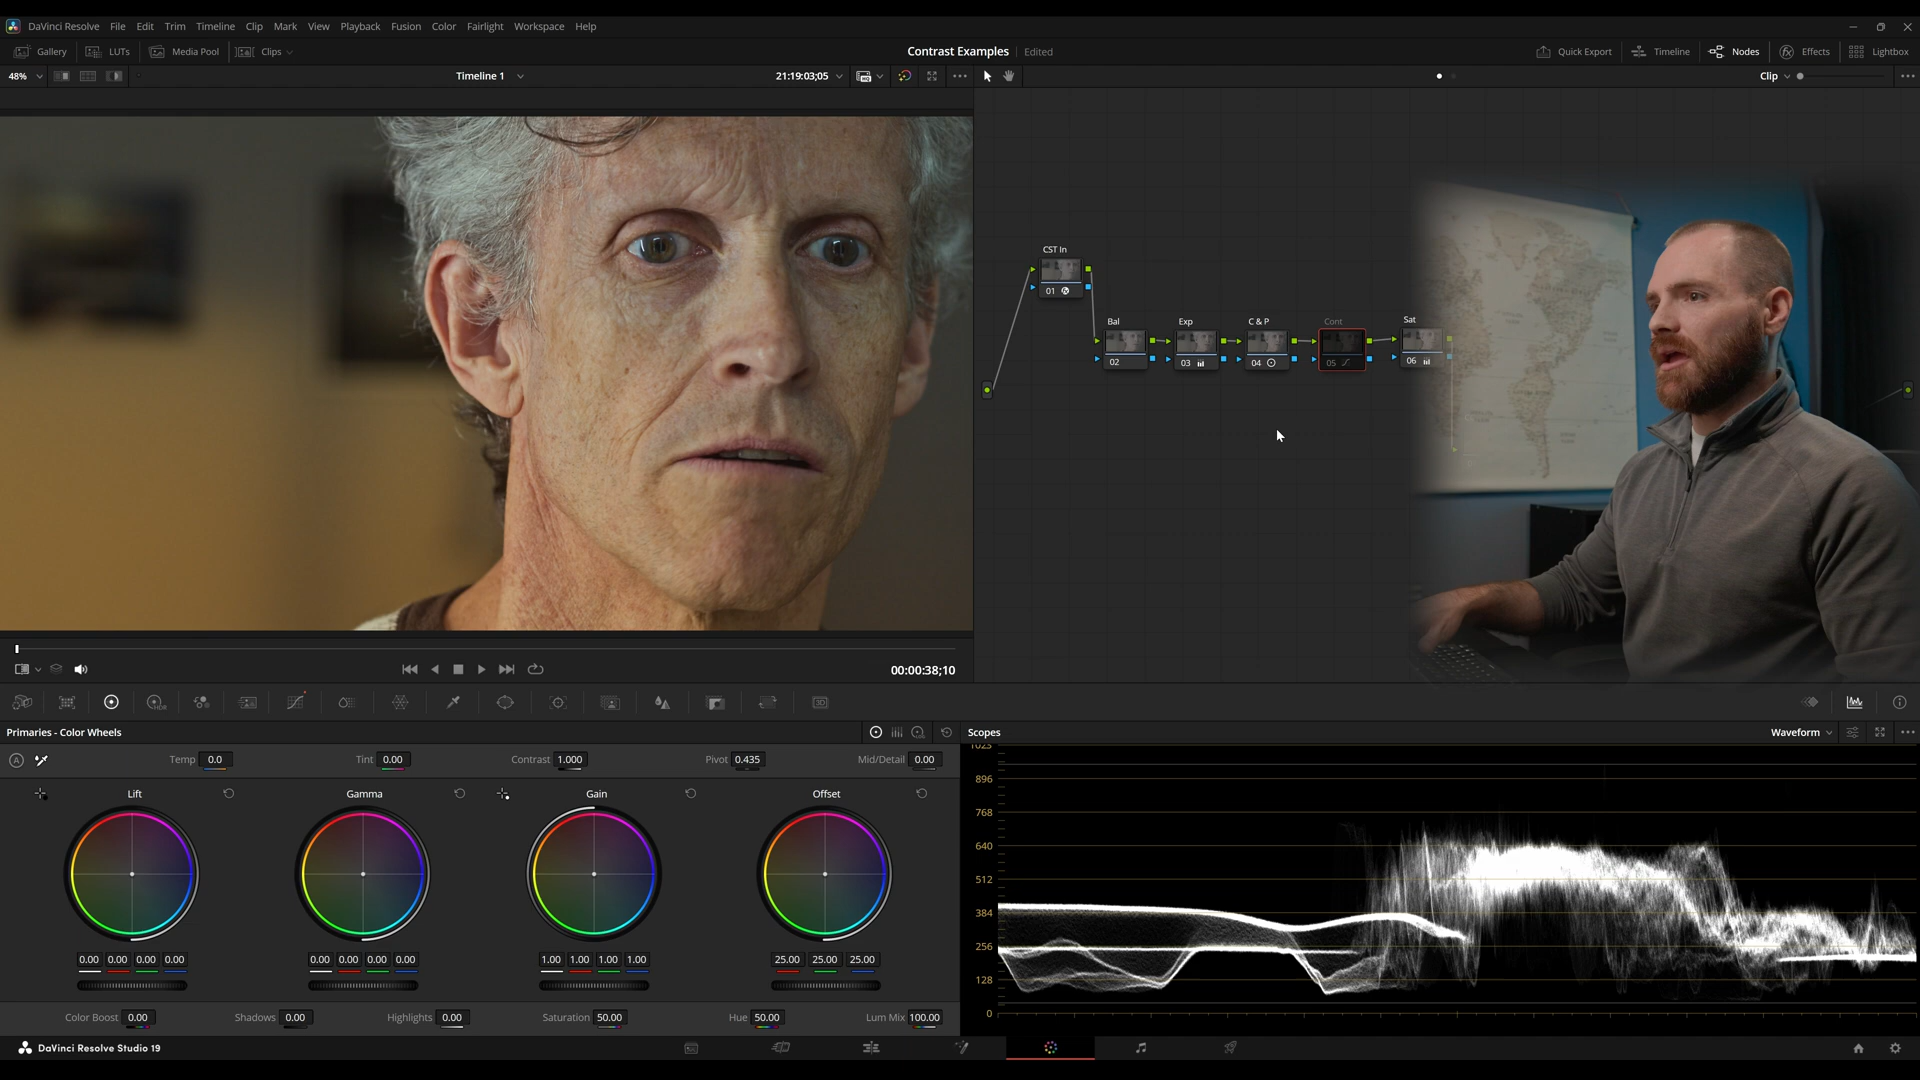 DaVinci Resolve File Edit Trim Timeline Clip Mark View Playback Fusion Color Fairlight Workspace Help
Gallery LUTs Media Pool Clips Contrast Examples Edited Quick Export Timeline Nodes Effects Lightbox
48% Timeline 1 21:19:03;05 Clip
CST In
01
Bal Exp C & P Cont Sat
02 03 04 05 06
00:00:38;10
HDR
3D
Primaries - Color Wheels
Scopes Waveform
A Temp 0.0 Tint 0.00 Contrast 1.000 Pivot 0.435 Mid/Detail 0.00
Lift Gamma Gain Offset
0.00 0.00 0.00 0.00 0.00 0.00 0.00 0.00 1.00 1.00 1.00 1.00 25.00 25.00 25.00
Color Boost 0.00 Shadows 0.00 Highlights 0.00 Saturation 50.00 Hue 50.00 Lum Mix 100.00
1023
896
768
640
512
384
256
128
0
DaVinci Resolve Studio 19